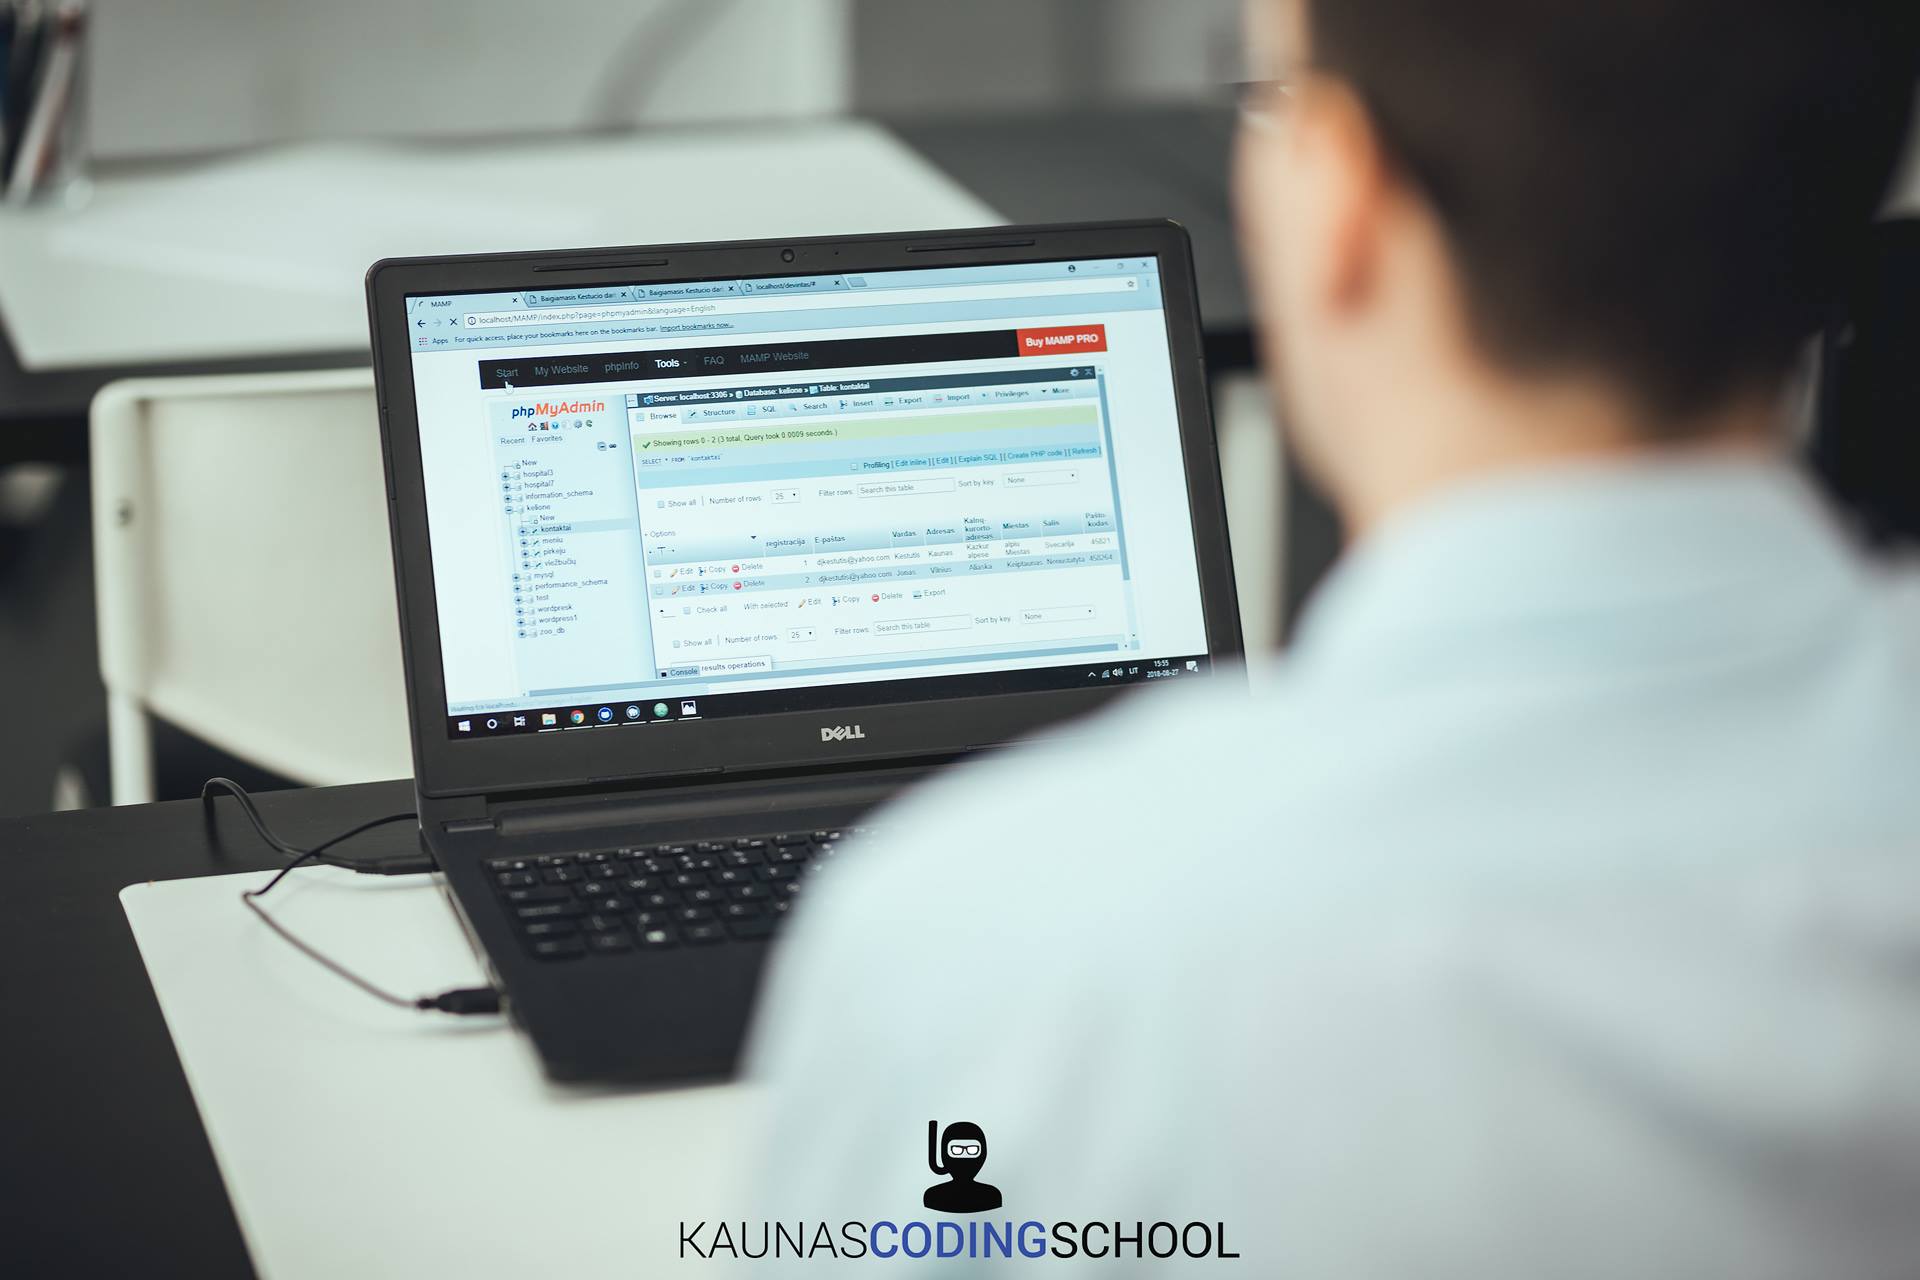 MAMP
Baigiamasis Kestucio dar
Baigiamasis Kestucio dar
localhost/devintas/#
localhost/MAMP/index.php?page=phpmyadmin&language=English
Apps For quick access, place your bookmarks here on the bookmarks bar. Import bookmarks now...
Start My Website phpInfo Tools FAQ MAMP Website Buy MAMP PRO
phpMyAdmin
Recent Favorites
New
hospital3
hospital7
information_schema
kelione
New
kontaktai
meniu
pirkeju
viežbučių
mysql
performance_schema
test
wordpresk
wordpress1
zoo_db
Server: localhost:3306 » Database: kelione » Table: kontaktai
Browse Structure SQL Search Insert Export Import Privileges More
Showing rows 0 - 2 (3 total, Query took 0.0009 seconds.)
SELECT * FROM `kontaktai`
Profiling [ Edit inline ] [ Edit ] [ Explain SQL ] [ Create PHP code ] [ Refresh ]
Show all Number of rows: 25 Filter rows: Search this table Sort by key: None
+ Options
registracija E-paštas Vardas Adresas Kalnų-kurorto-adresas Miestas Salis Pašto-kodas
Edit Copy Delete 1 djkestutis@yahoo.com Kestutis Kaunas Kazkur alpese alpiu Miestas Svecarija 45821
Edit Copy Delete 2 djkestutis@yahoo.com Jonas Vilnius Aliaska Keiptaunas Nenustatyta 458264
Check all With selected: Edit Copy Delete Export
Show all Number of rows: 25 Filter rows: Search this table Sort by key: None
Console results operations
LIT 15:55
2018-08-27
DELL
KAUNASCODINGSCHOOL